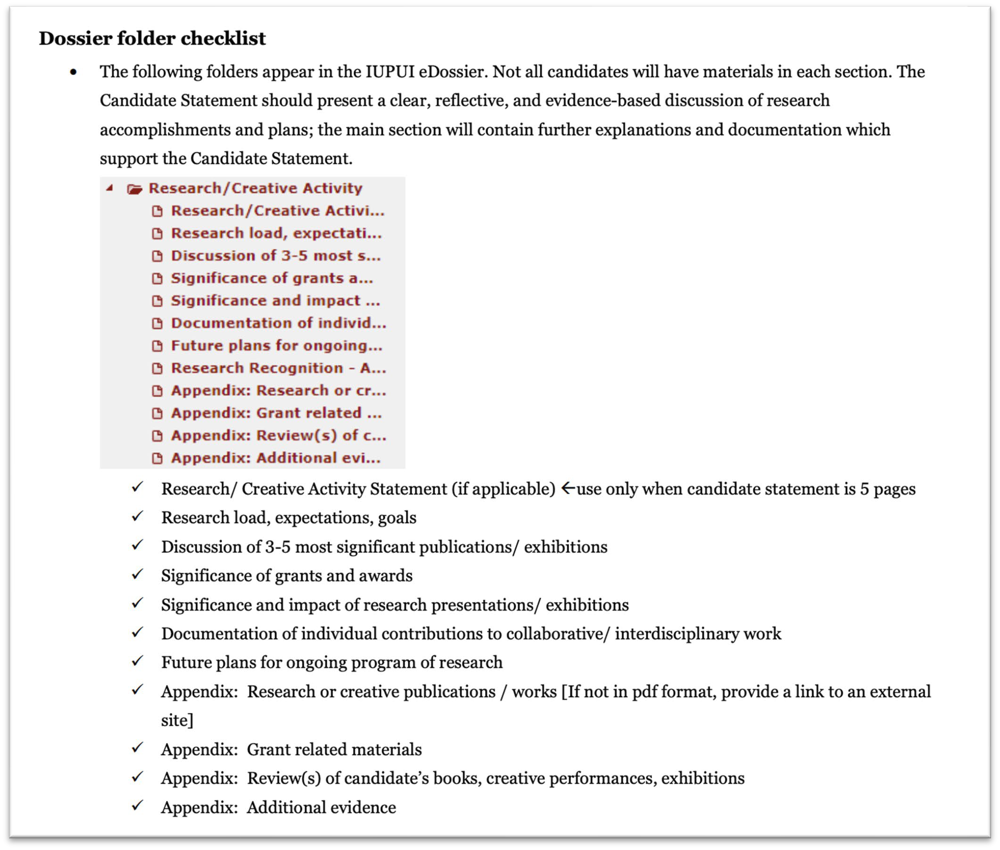 Dossier folder checklist
• The following folders appear in the IUPUI eDossier. Not all candidates will have materials in each section. The
Candidate Statement should present a clear, reflective, and evidence-based discussion of research
accomplishments and plans; the main section will contain further explanations and documentation which
support the Candidate Statement.
Research/Creative Activity
Research/Creative Activi...
Research load, expectati...
Discussion of 3-5 most s...
Significance of grants a...
Significance and impact ...
Documentation of individ...
Future plans for ongoing...
Research Recognition - A...
Appendix: Research or cr...
Appendix: Grant related ...
Appendix: Review(s) of c...
Appendix: Additional evi...
✓ Research/ Creative Activity Statement (if applicable) ←use only when candidate statement is 5 pages
✓ Research load, expectations, goals
✓ Discussion of 3-5 most significant publications/ exhibitions
✓ Significance of grants and awards
✓ Significance and impact of research presentations/ exhibitions
✓ Documentation of individual contributions to collaborative/ interdisciplinary work
✓ Future plans for ongoing program of research
✓ Appendix:  Research or creative publications / works [If not in pdf format, provide a link to an external
site]
✓ Appendix:  Grant related materials
✓ Appendix:  Review(s) of candidate’s books, creative performances, exhibitions
✓ Appendix:  Additional evidence